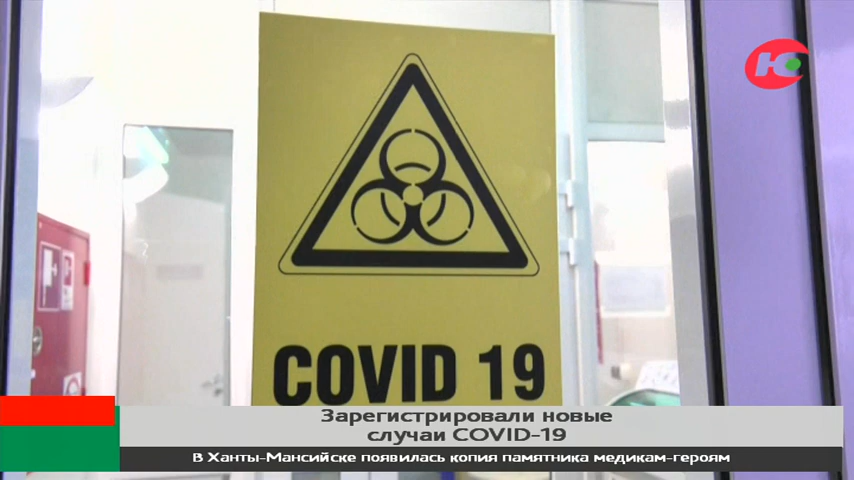 Ю
COVID 19
Зарегистрировали новые
случаи COVID-19
В Ханты-Мансийске появилась копия памятника медикам-героям